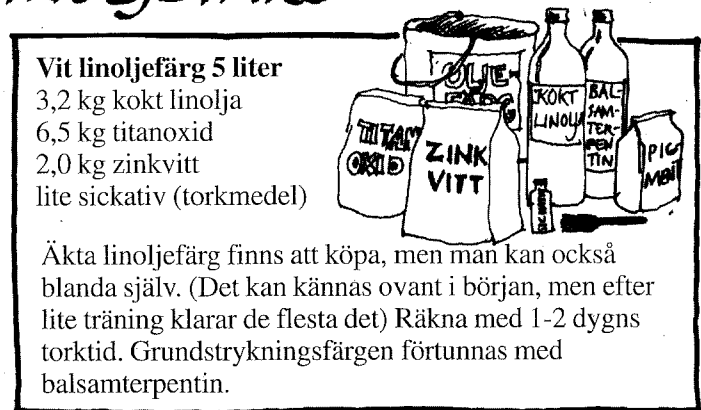 Vit linoljefärg 5 liter
3,2 kg kokt linolja
6,5 kg titanoxid
2,0 kg zinkvitt
lite sickativ (torkmedel)
OLJE-
FÄRG
KOKT
LINOLJA
BAL-
SAM-
TER-
PEN
TIN
TITAN
OXID
ZINK
VITT
PIG-
MENT
Äkta linoljefärg finns att köpa, men man kan också
blanda själv. (Det kan kännas ovant i början, men efter
lite träning klarar de flesta det) Räkna med 1-2 dygns
torktid. Grundstrykningsfärgen förtunnas med
balsamterpentin.